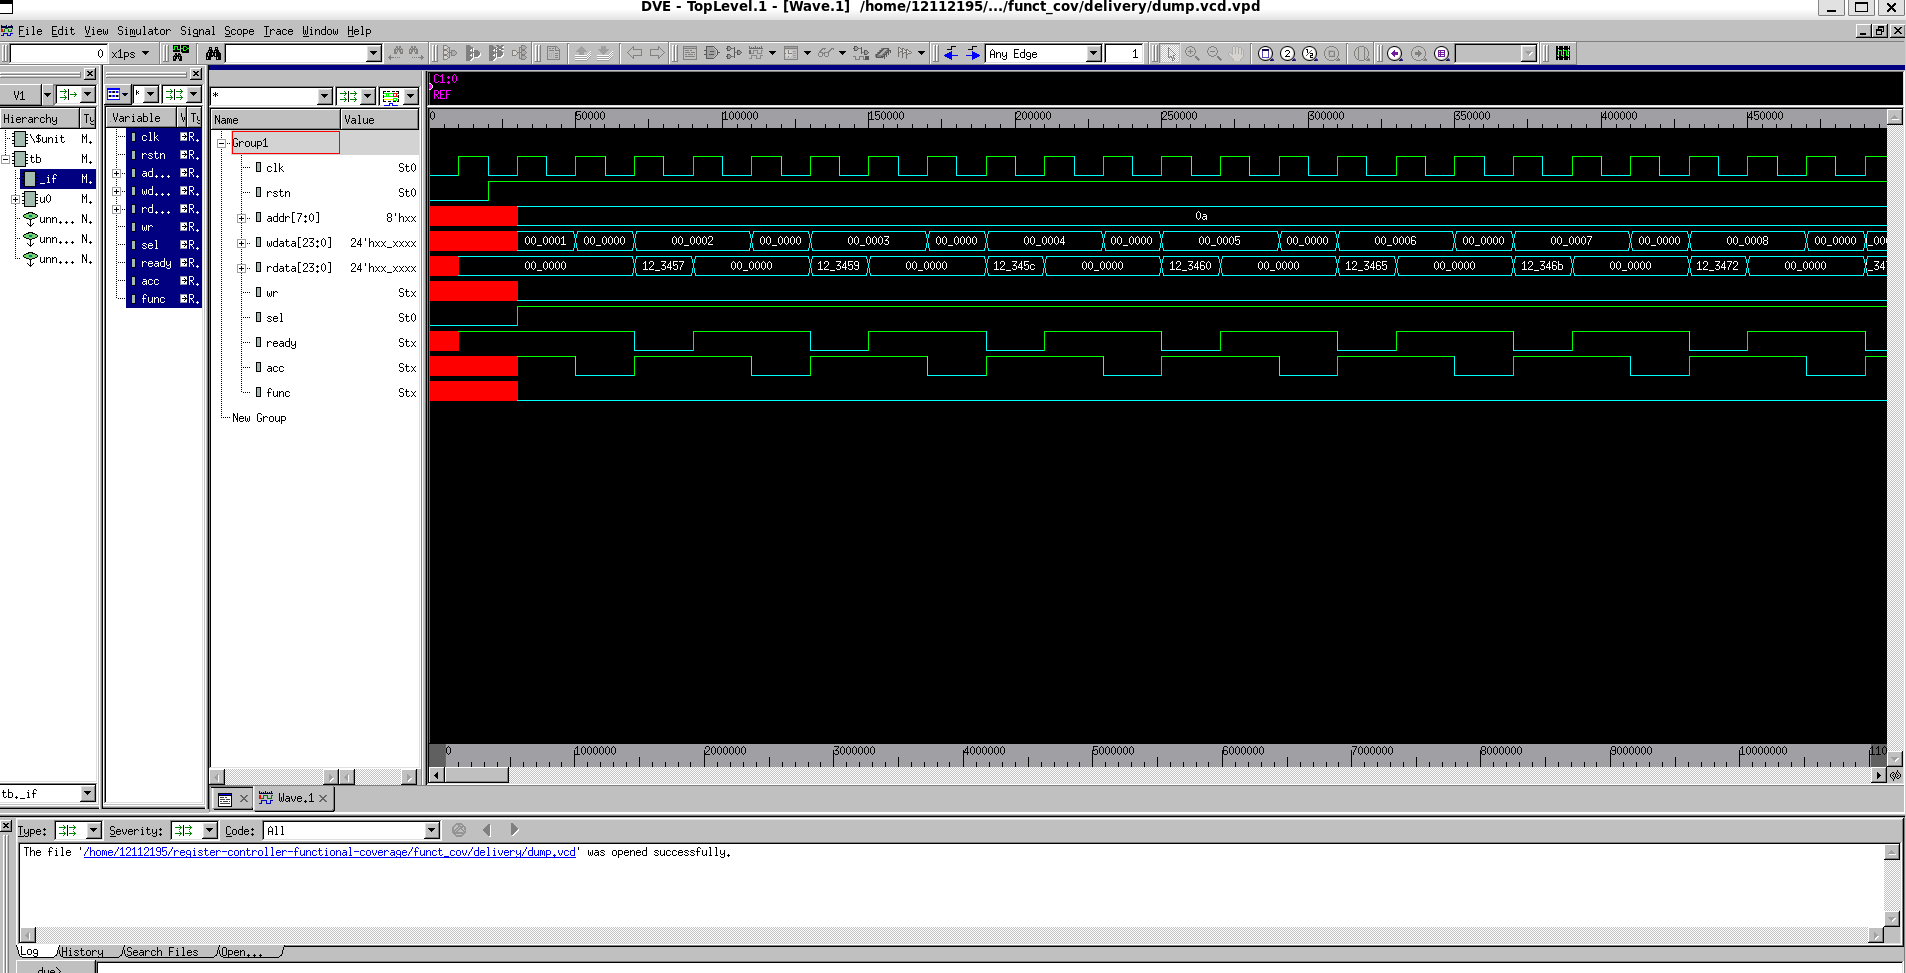 DVE - TopLevel.1 - [Wave.1]  /home/12112195/.../funct_cov/delivery/dump.vcd.vpd
File Edit View Simulator Signal Scope Trace Window Help
0 x1ps Any Edge 1
V1 * *
Hierarchy Ty
\$unit M.
tb M.
_if M.
u0 M.
unn... N.
unn... N.
unn... N.
tb._if
Variable V Ty
clk R.
rstn R.
ad... R.
wd... R.
rd... R.
wr R.
sel R.
ready R.
acc R.
func R.
Name Value
Group1
clk St0
rstn St0
addr[7:0] 8'hxx
wdata[23:0] 24'hxx_xxxx
rdata[23:0] 24'hxx_xxxx
wr Stx
sel St0
ready Stx
acc Stx
func Stx
New Group
C1:0
REF
0 50000 100000 150000 200000 250000 300000 350000 400000 450000
0a
00_0001 00_0000 00_0002 00_0000 00_0003 00_0000 00_0004 00_0000 00_0005 00_0000 00_0006 00_0000 00_0007 00_0000 00_0008 00_0000 _00
00_0000 12_3457 00_0000 12_3459 00_0000 12_345c 00_0000 12_3460 00_0000 12_3465 00_0000 12_346b 00_0000 12_3472 00_0000 _34
0 1000000 2000000 3000000 4000000 5000000 6000000 7000000 8000000 9000000 10000000 110
Wave.1
Type: Severity: Code: All
The file '/home/12112195/register-controller-functional-coverage/funct_cov/delivery/dump.vcd' was opened successfully.
Log History Search Files Open...
dve>